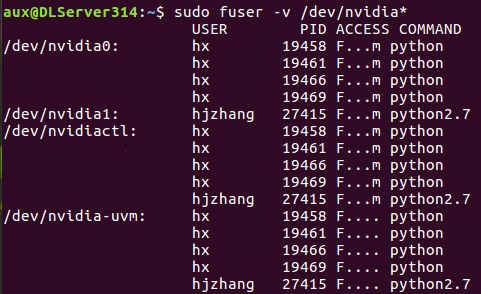 aux@DLServer314:~$ sudo fuser -v /dev/nvidia*
                     USER        PID ACCESS COMMAND
/dev/nvidia0:        hx        19458 F...m python
                     hx        19461 F...m python
                     hx        19466 F...m python
                     hx        19469 F...m python
/dev/nvidia1:        hjzhang   27415 F...m python2.7
/dev/nvidiactl:      hx        19458 F...m python
                     hx        19461 F...m python
                     hx        19466 F...m python
                     hx        19469 F...m python
                     hjzhang   27415 F...m python2.7
/dev/nvidia-uvm:     hx        19458 F.... python
                     hx        19461 F.... python
                     hx        19466 F.... python
                     hx        19469 F.... python
                     hjzhang   27415 F.... python2.7